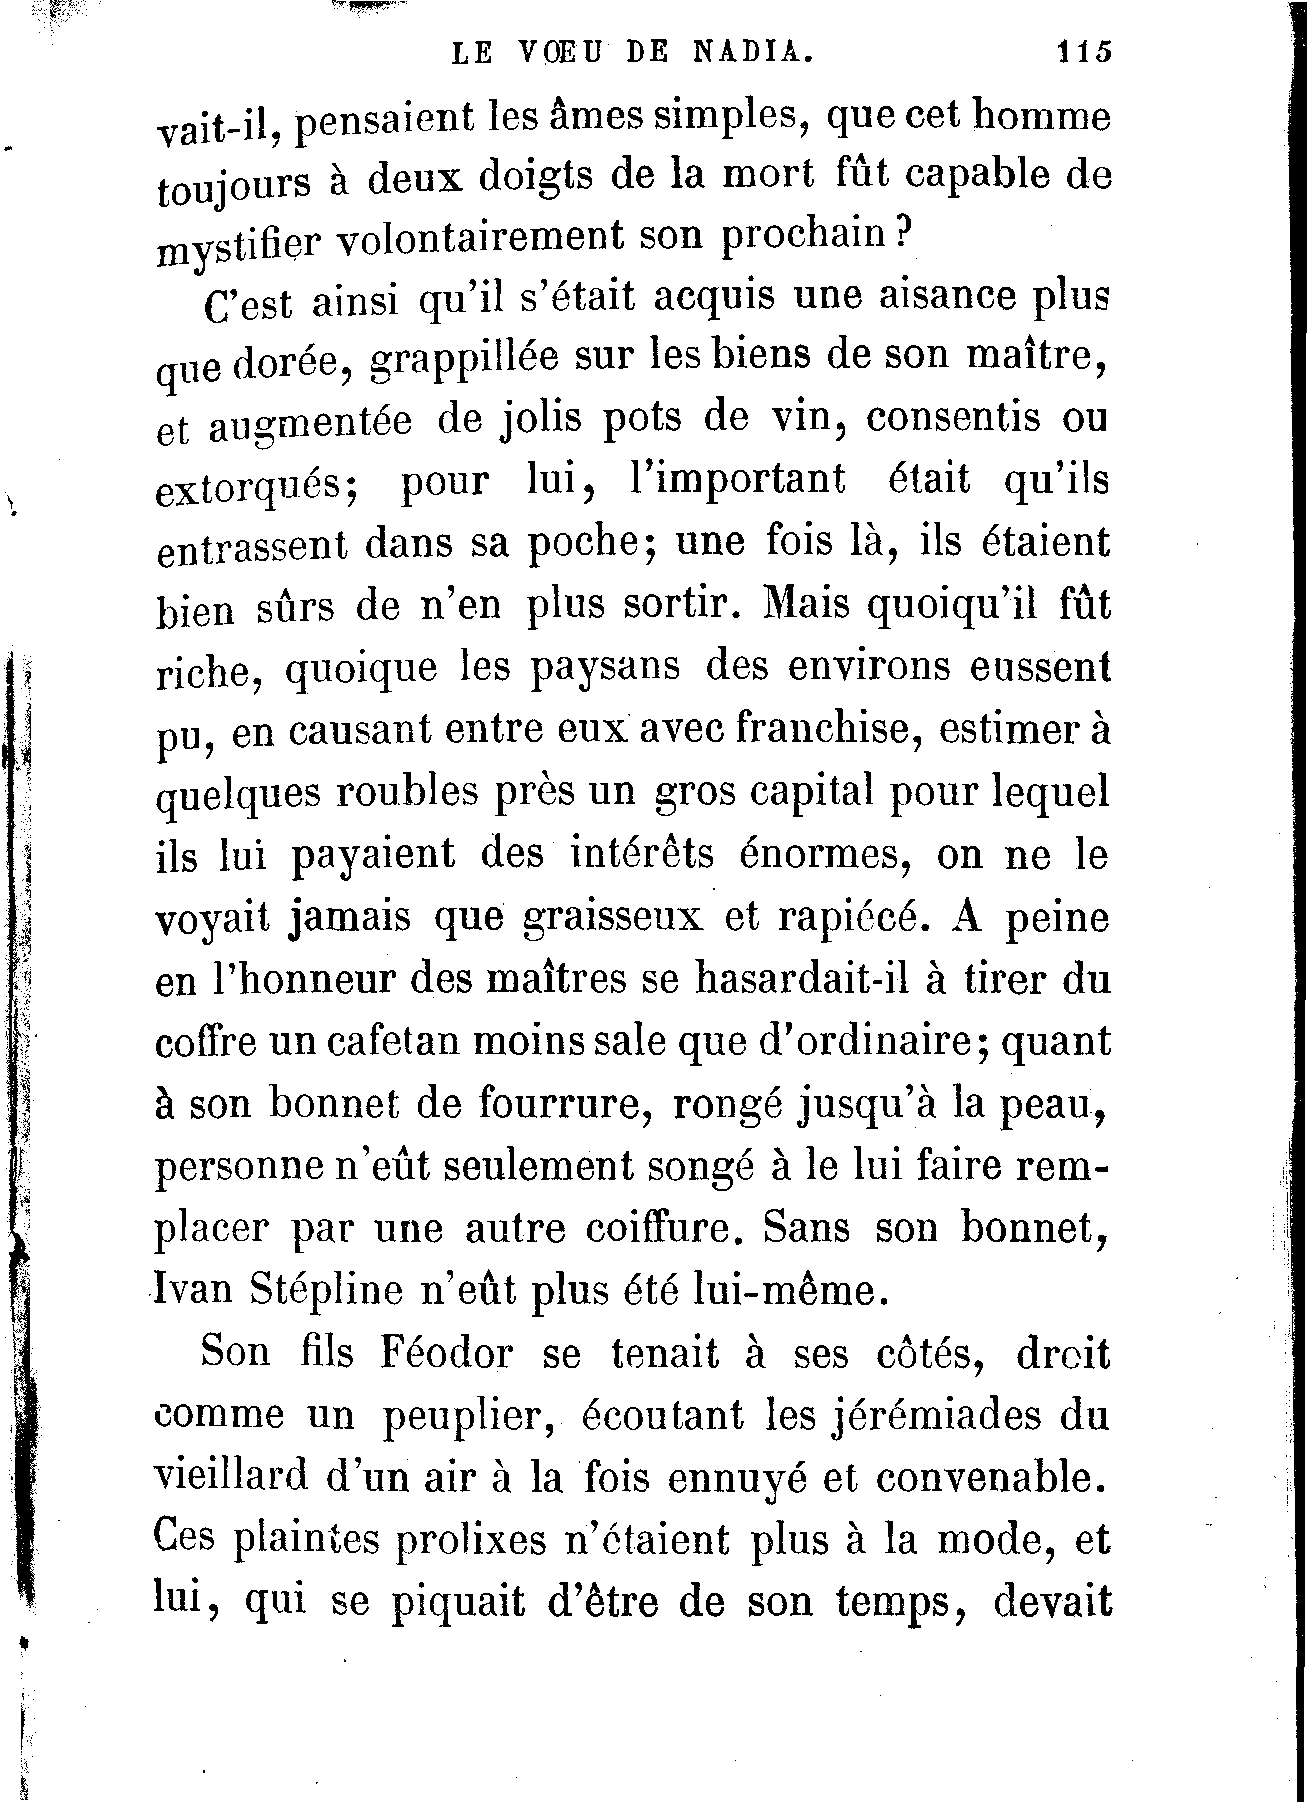 LE VŒU DE NADIA. 115
vait-il, pensaient les âmes simples, que cet homme
toujours à deux doigts de la mort fût capable de
mystifier volontairement son prochain ?
C'est ainsi qu'il s'était acquis une aisance plus
que dorée, grappillée sur les biens de son maître,
et augmentée de jolis pots de vin, consentis ou
extorqués; pour lui, l'important était qu'ils
entrassent dans sa poche; une fois là, ils étaient
bien sûrs de n'en plus sortir. Mais quoiqu'il fût
riche, quoique les paysans des environs eussent
pu, en causant entre eux avec franchise, estimer à
quelques roubles près un gros capital pour lequel
ils lui payaient des intérêts énormes, on ne le
voyait jamais que graisseux et rapiécé. A peine
en l'honneur des maîtres se hasardait-il à tirer du
coffre un cafetan moins sale que d'ordinaire; quant
à son bonnet de fourrure, rongé jusqu'à la peau,
personne n'eût seulement songé à le lui faire rem-
placer par une autre coiffure. Sans son bonnet,
Ivan Stépline n'eût plus été lui-même.
Son fils Féodor se tenait à ses côtés, droit
comme un peuplier, écoutant les jérémiades du
vieillard d'un air à la fois ennuyé et convenable.
Ces plaintes prolixes n'étaient plus à la mode, et
lui, qui se piquait d'être de son temps, devait